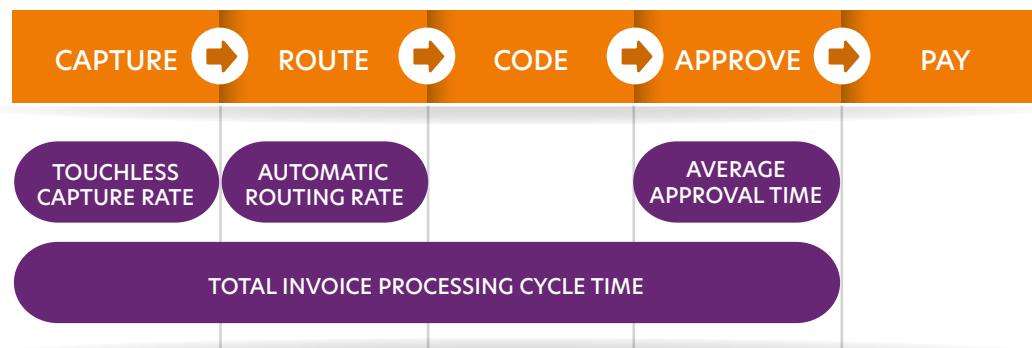 CAPTURE ROUTE CODE APPROVE PAY
TOUCHLESS
CAPTURE RATE
AUTOMATIC
ROUTING RATE
AVERAGE
APPROVAL TIME
TOTAL INVOICE PROCESSING CYCLE TIME